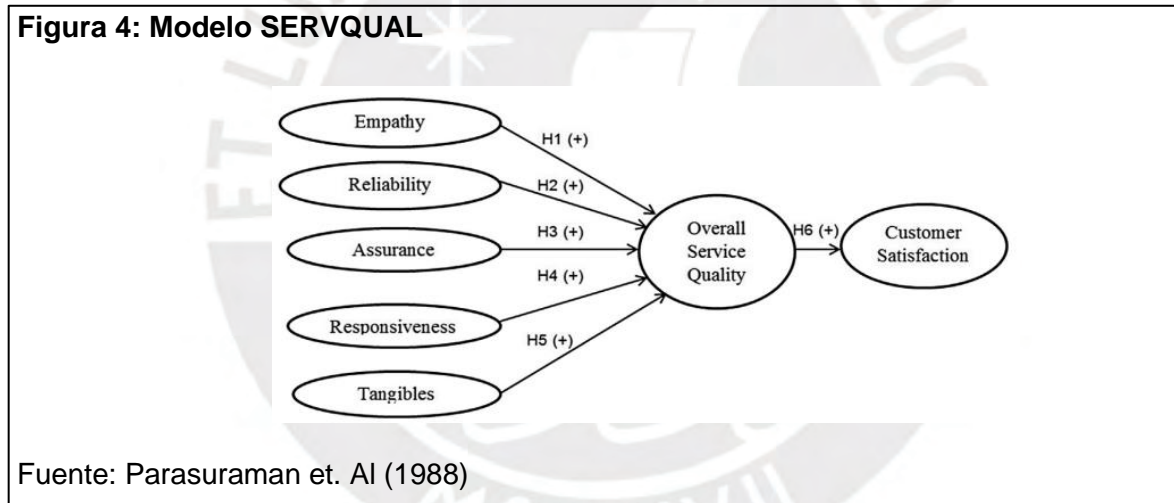 Figura 4: Modelo SERVQUAL
Empathy
H1 (+)
Reliability
H2 (+)
Assurance
H3 (+)
Overall
Service
Quality
H6 (+)
Customer
Satisfaction
H4 (+)
Responsiveness
H5 (+)
Tangibles
Fuente: Parasuraman et. Al (1988)